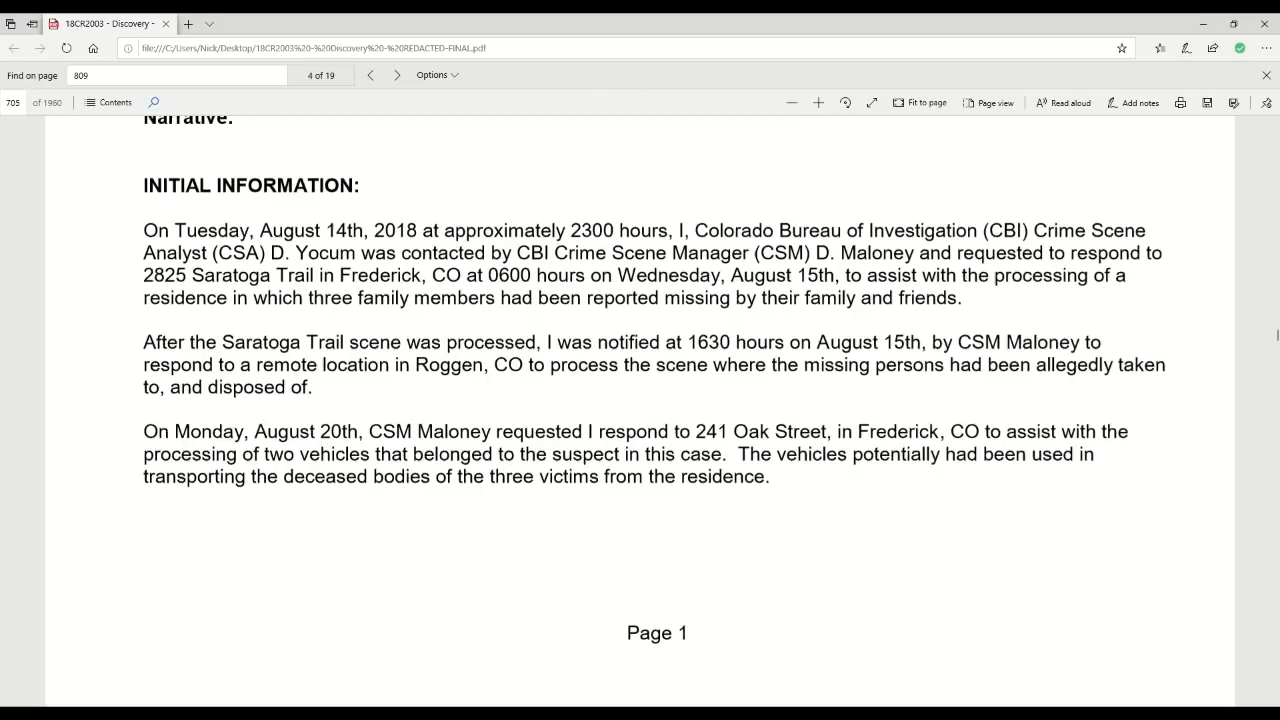 18CR2003 - Discovery -
file:///C:/Users/Nick/Desktop/18CR2003%20-%20Discovery%20-%20REDACTED-FINAL.pdf
Find on page 809 4 of 19 Options
705 of 1960 Contents Fit to page Page view Read aloud Add notes
Narrative:
INITIAL INFORMATION:
On Tuesday, August 14th, 2018 at approximately 2300 hours, I, Colorado Bureau of Investigation (CBI) Crime Scene
Analyst (CSA) D. Yocum was contacted by CBI Crime Scene Manager (CSM) D. Maloney and requested to respond to
2825 Saratoga Trail in Frederick, CO at 0600 hours on Wednesday, August 15th, to assist with the processing of a
residence in which three family members had been reported missing by their family and friends.
After the Saratoga Trail scene was processed, I was notified at 1630 hours on August 15th, by CSM Maloney to
respond to a remote location in Roggen, CO to process the scene where the missing persons had been allegedly taken
to, and disposed of.
On Monday, August 20th, CSM Maloney requested I respond to 241 Oak Street, in Frederick, CO to assist with the
processing of two vehicles that belonged to the suspect in this case.  The vehicles potentially had been used in
transporting the deceased bodies of the three victims from the residence.
Page 1